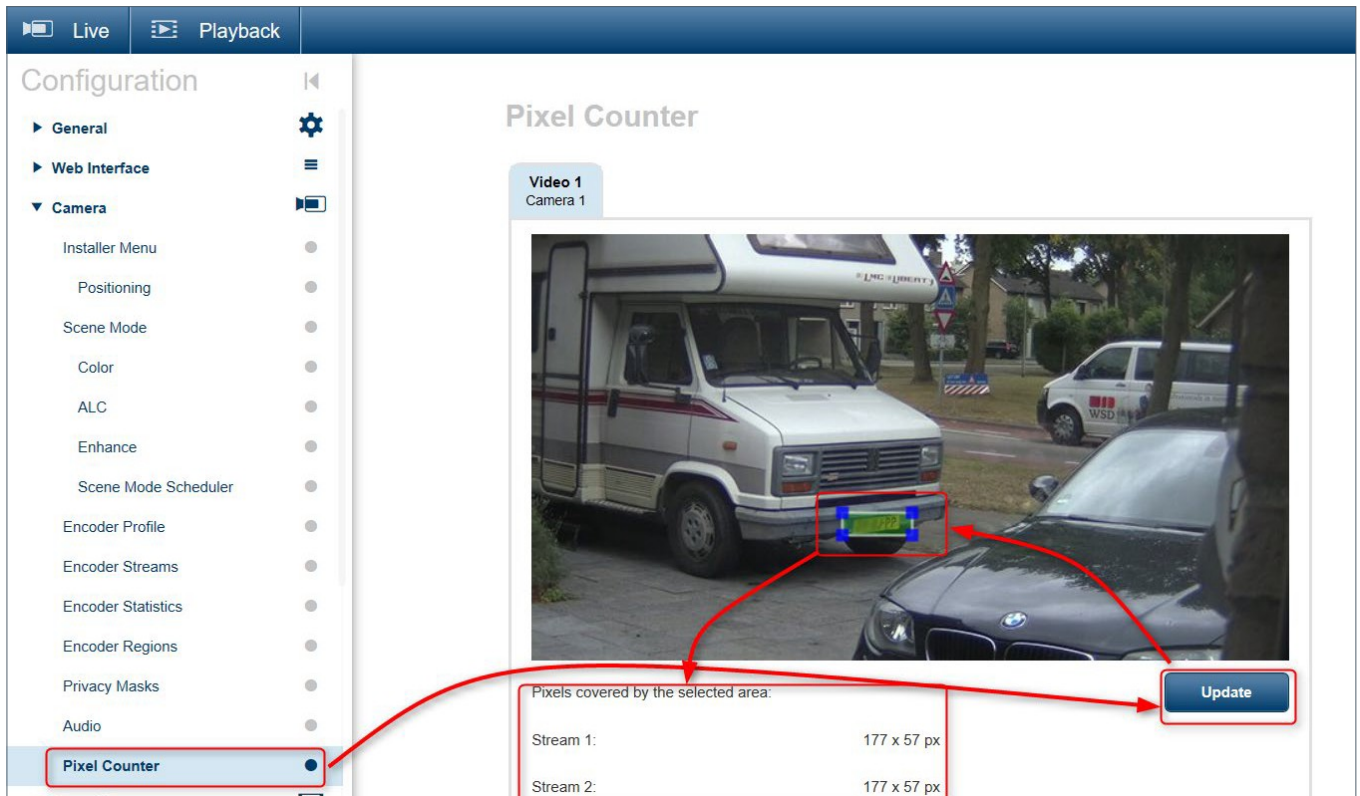 Live
Playback
Configuration
General
Web Interface
Camera
Installer Menu
Positioning
Scene Mode
Color
ALC
Enhance
Scene Mode Scheduler
Encoder Profile
Encoder Streams
Encoder Statistics
Encoder Regions
Privacy Masks
Audio
Pixel Counter
Pixel Counter
Video 1
Camera 1
LMC LIBERTY
WSD
Pixels covered by the selected area:
Update
Stream 1: 177 x 57 px
Stream 2: 177 x 57 px